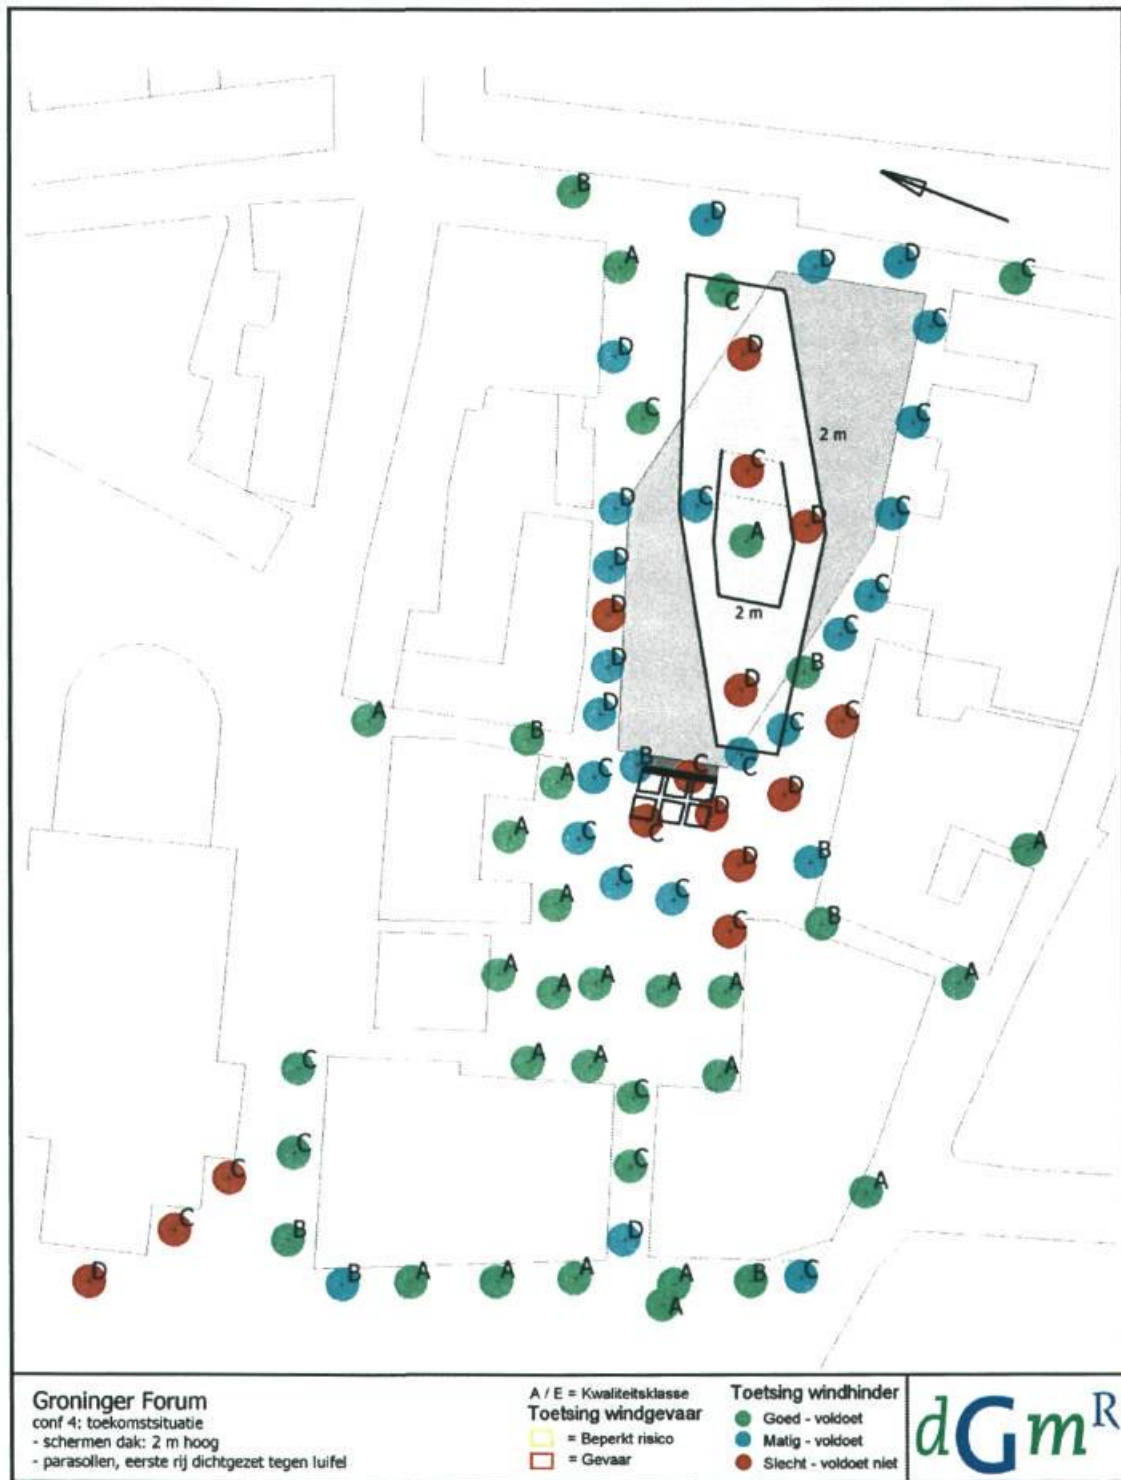 B
D
A
D
D
C
C
C
D
D
C
2 m
C
C
D
C
C
A
D
C
D
D
C
2 m
C
D
B
D
D
C
A
C
B
B
C
C
A
C
D
D
C
A
C
D
B
A
C
C
A
B
C
A
A
A
A
A
A
A
A
A
A
C
C
C
C
C
A
C
B
D
D
B
A
A
A
A
B
C
A
Groninger Forum
conf 4: toekomstsituatie
- schermen dak: 2 m hoog
- parasollen, eerste rij dichtgezet tegen luifel
A / E = Kwaliteitsklasse
Toetsing windgevaar
= Beperkt risico
= Gevaar
Toetsing windhinder
Goed - voldoet
Matig - voldoet
Slecht - voldoet niet
dGmR